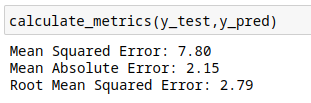 calculate_metrics(y_test,y_pred)
Mean Squared Error: 7.80
Mean Absolute Error: 2.15
Root Mean Squared Error: 2.79